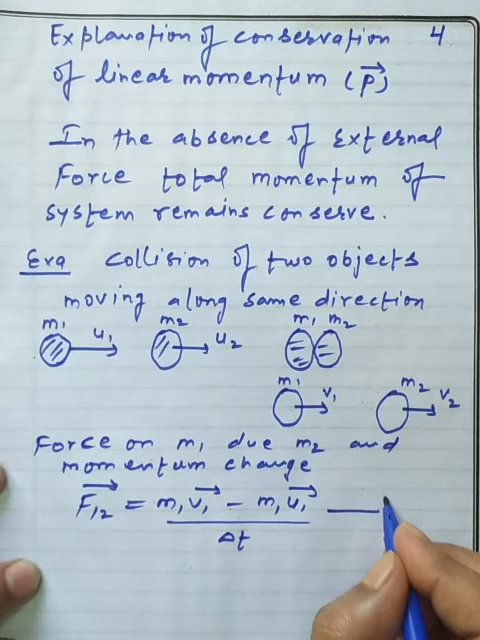 Explanation of conservation 4
of linear momentum (p⃗)
In the absence of External
Force total momentum of
system remains conserve.
Exa Collision of two objects
moving along same direction
m₁ u₁ m₂ u₂ m₁ m₂
m₁ v₁ m₂ v₂
Force on m₁ due m₂ and
momentum change
F⃗₁₂ = m₁v⃗₁ - m₁u⃗₁
Δt